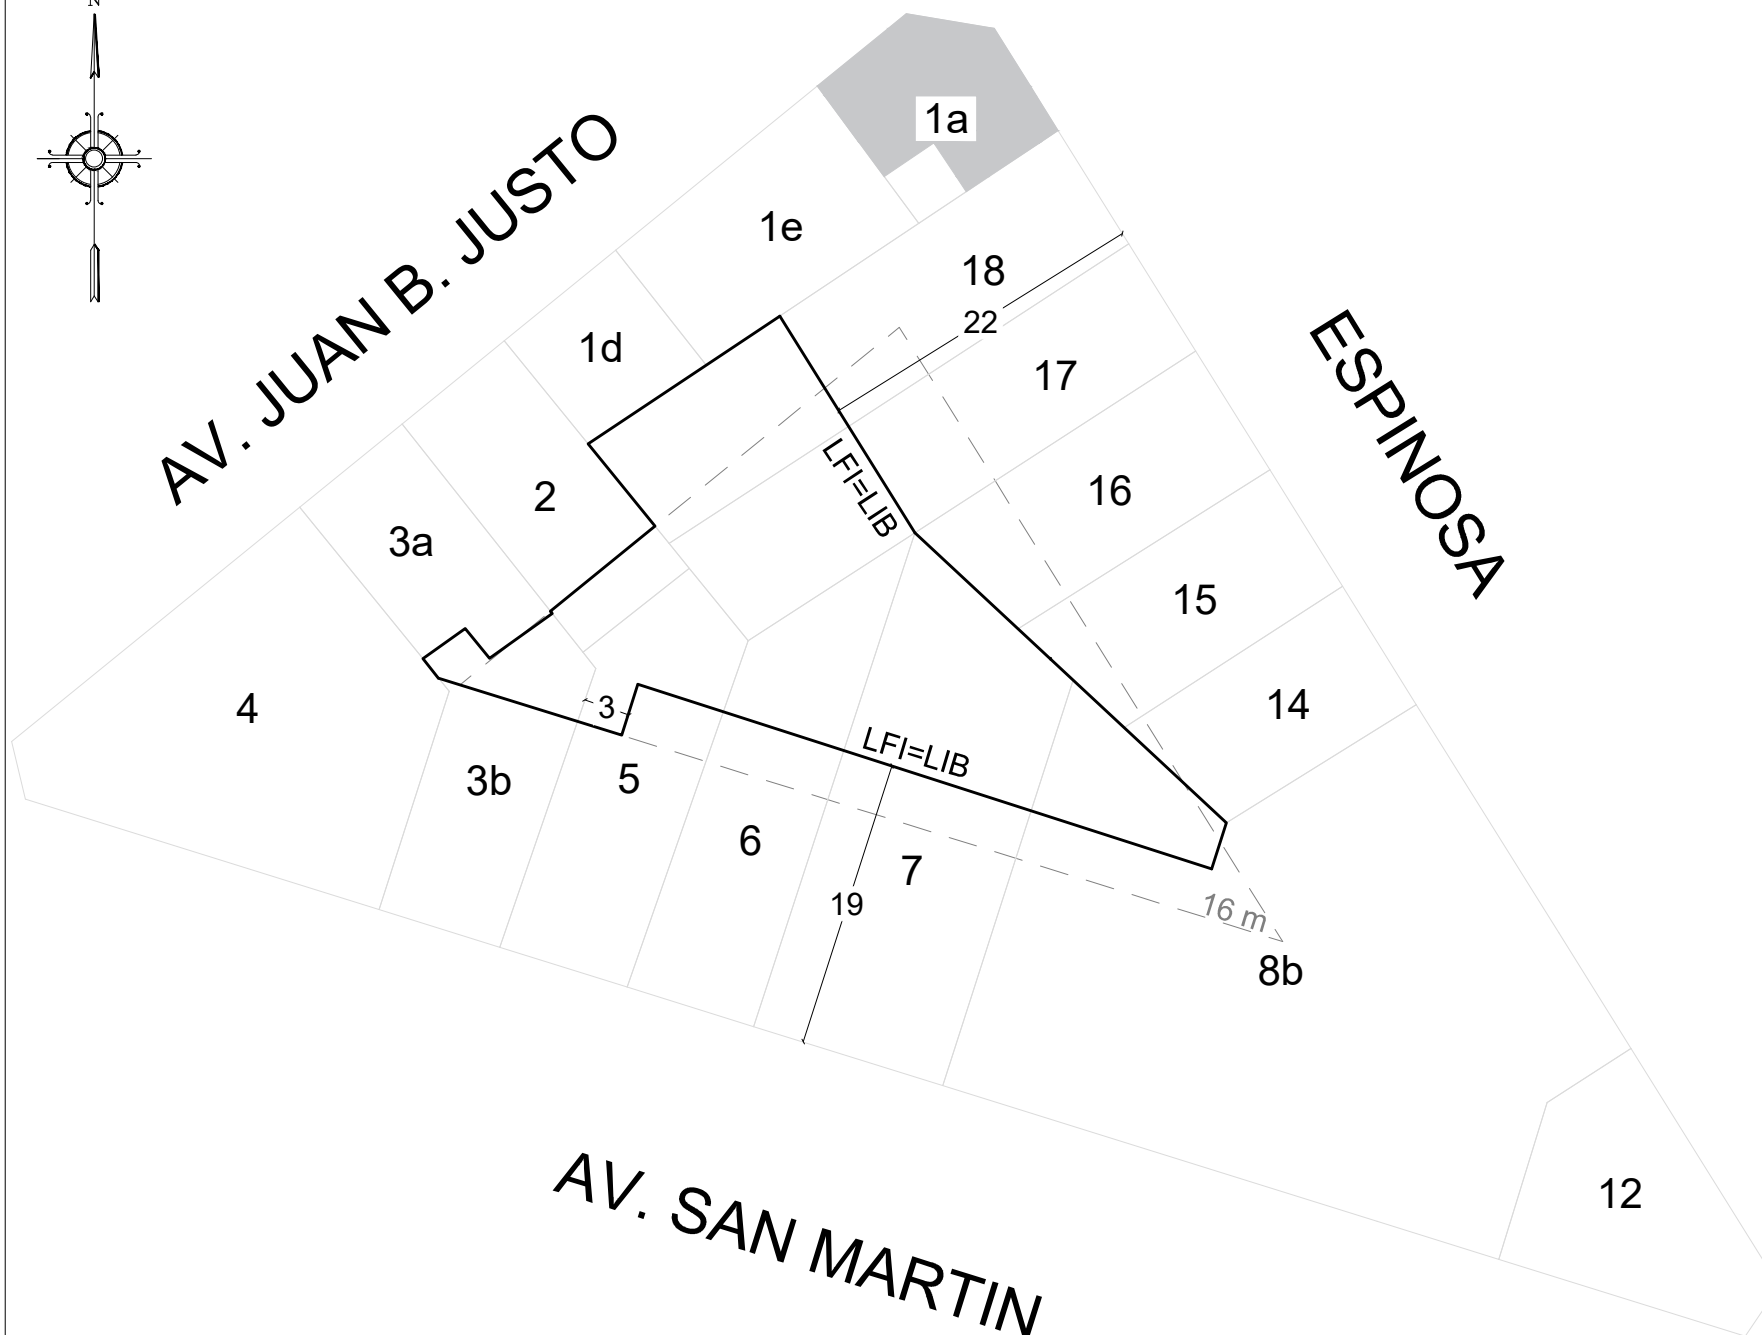 N
1a
AV. JUAN B. JUSTO
1e
18
22
1d
17
ESPINOSA
LFI=LIB
16
2
3a
15
14
4
3
LFI=LIB
3b
5
6
7
19
16 m
8b
12
AV. SAN MARTIN